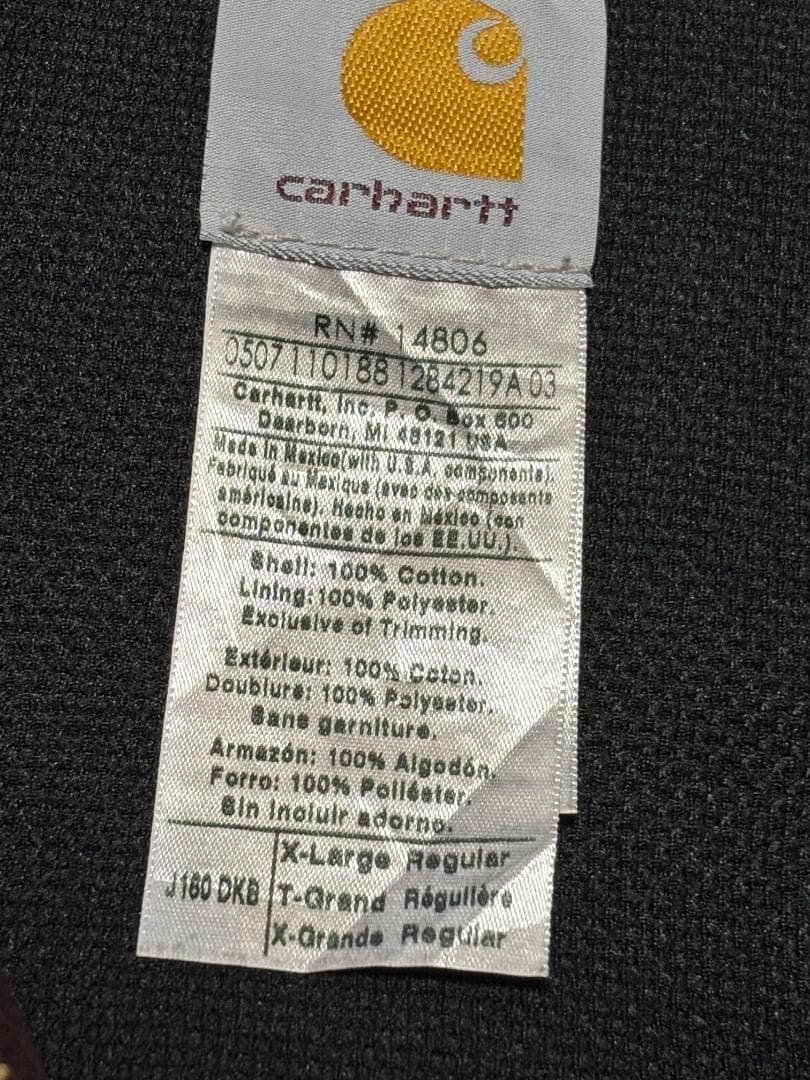 carhartt
RN# 14806
0507110188 1284219A 03
Carhartt, Inc. P. O. Box 600
Dearborn, MI 48121 USA
Made in Mexico(with U.S.A. components).
Fabriqué au Mexique (avec des composants
américains). Hecho en México (con
componentes de los EE.UU.).
Shell: 100% Cotton.
Lining:100% Polyester.
Exclusive of Trimming.
Extérieur: 100% Coton.
Doublure: 100% Polyester.
Sans garniture.
Armazón: 100% Algodón.
Forro: 100% Poliéster.
Sin incluir adorno.
J160 DKB
X-Large Regular
T-Grand Régulière
X-Grande Regular